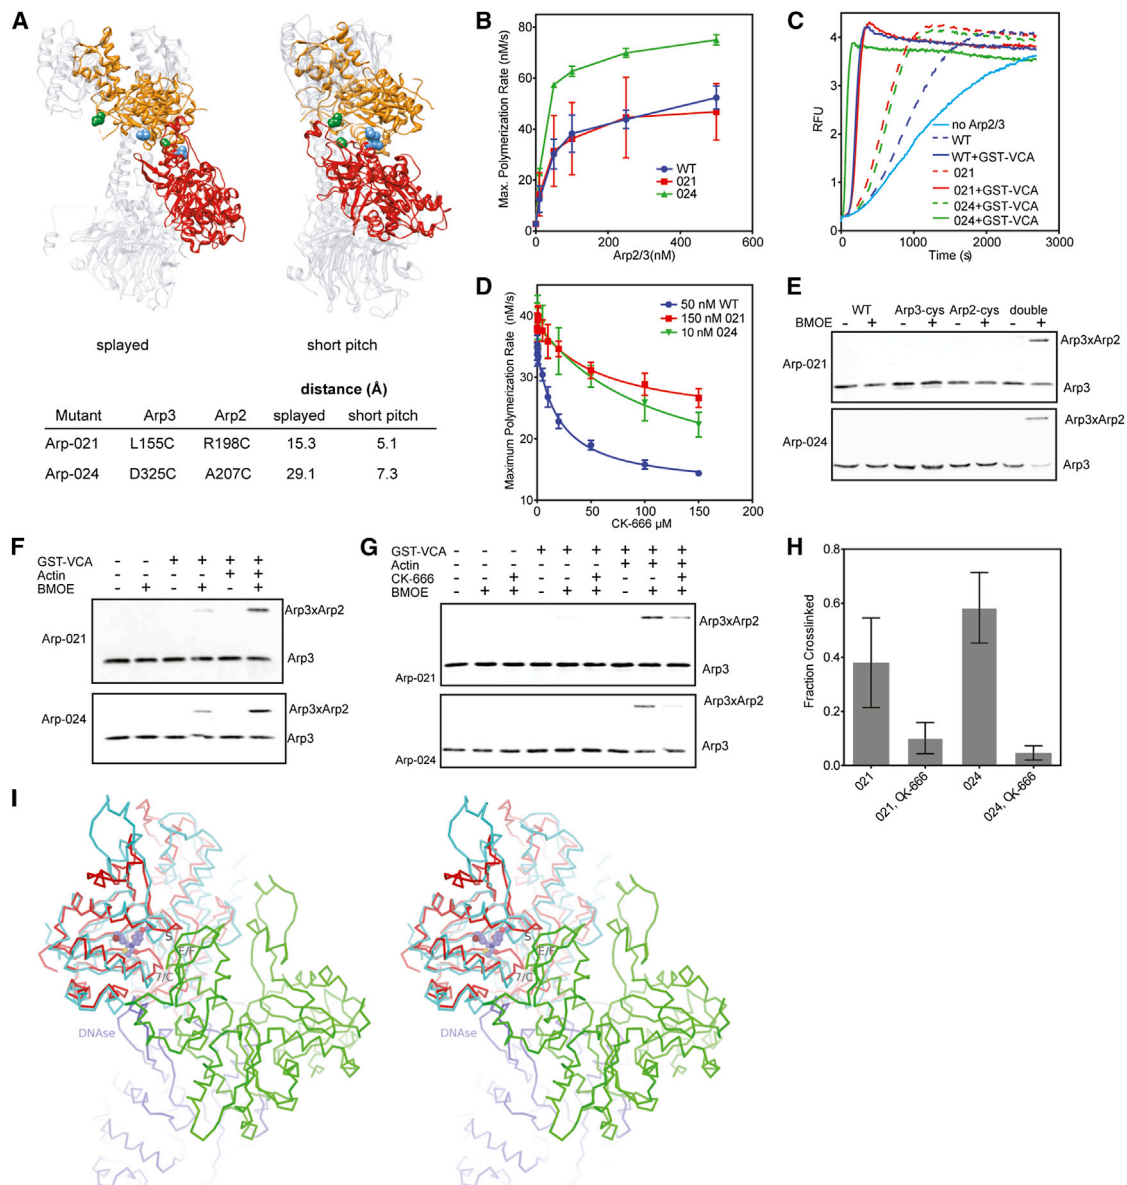 A
splayed
short pitch
distance (Å)
Mutant Arp3 Arp2 splayed short pitch
Arp-021 L155C R198C 15.3 5.1
Arp-024 D325C A207C 29.1 7.3
B
Max. Polymerization Rate (nM/s)
80
60
40
20
0
0 200 400 600
Arp2/3(nM)
WT
021
024
C
RFU
4
3
2
1
0
0 1000 2000 3000
Time (s)
no Arp2/3
WT
WT+GST-VCA
021
021+GST-VCA
024+GST-VCA
024+GST-VCA
D
Maximum Polymerization Rate (nM/s)
40
30
20
10
0 50 100 150 200
CK-666 µM
50 nM WT
150 nM 021
10 nM 024
E
WT Arp3-cys Arp2-cys double
BMOE - + - + - + - +
Arp-021
Arp3xArp2
Arp3
Arp-024
Arp3xArp2
Arp3
F
GST-VCA - - + + + +
Actin - - - - + +
BMOE - + - + - +
Arp-021
Arp3xArp2
Arp3
Arp-024
Arp3xArp2
Arp3
G
GST-VCA - - - + + + + + +
Actin - - - - - - + + +
CK-666 - - + - - + - - +
BMOE - + + - + + - + +
Arp-021
Arp3xArp2
Arp3
Arp-024
Arp3xArp2
Arp3
H
Fraction Crosslinked
0.8
0.6
0.4
0.2
0.0
021
021, CK-666
024
024, CK-666
I
S
E/F
7/C
DNAse
S
E/F
7/C
DNAse